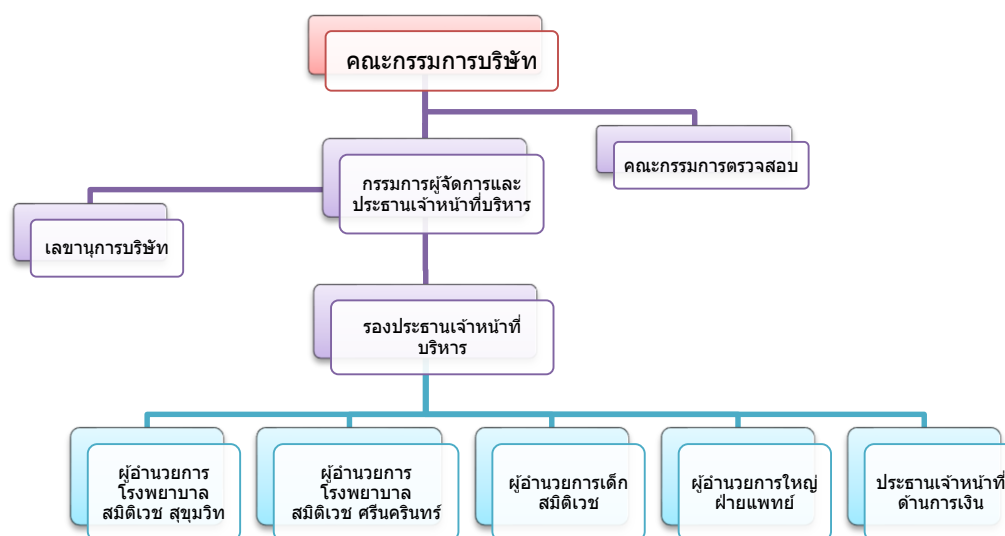 คณะกรรมการบริษัท
คณะกรรมการตรวจสอบ
กรรมการผู้จัดการและ
ประธานเจ้าหน้าที่บริหาร
เลขานุการบริษัท
รองประธานเจ้าหน้าที่
บริหาร
ผู้อำนวยการ
โรงพยาบาล
สมิติเวช สุขุมวิท
ผู้อำนวยการ
โรงพยาบาล
สมิติเวช ศรีนครินทร์
ผู้อำนวยการเด็ก
สมิติเวช
ผู้อำนวยการใหญ่
ฝ่ายแพทย์
ประธานเจ้าหน้าที่
ด้านการเงิน